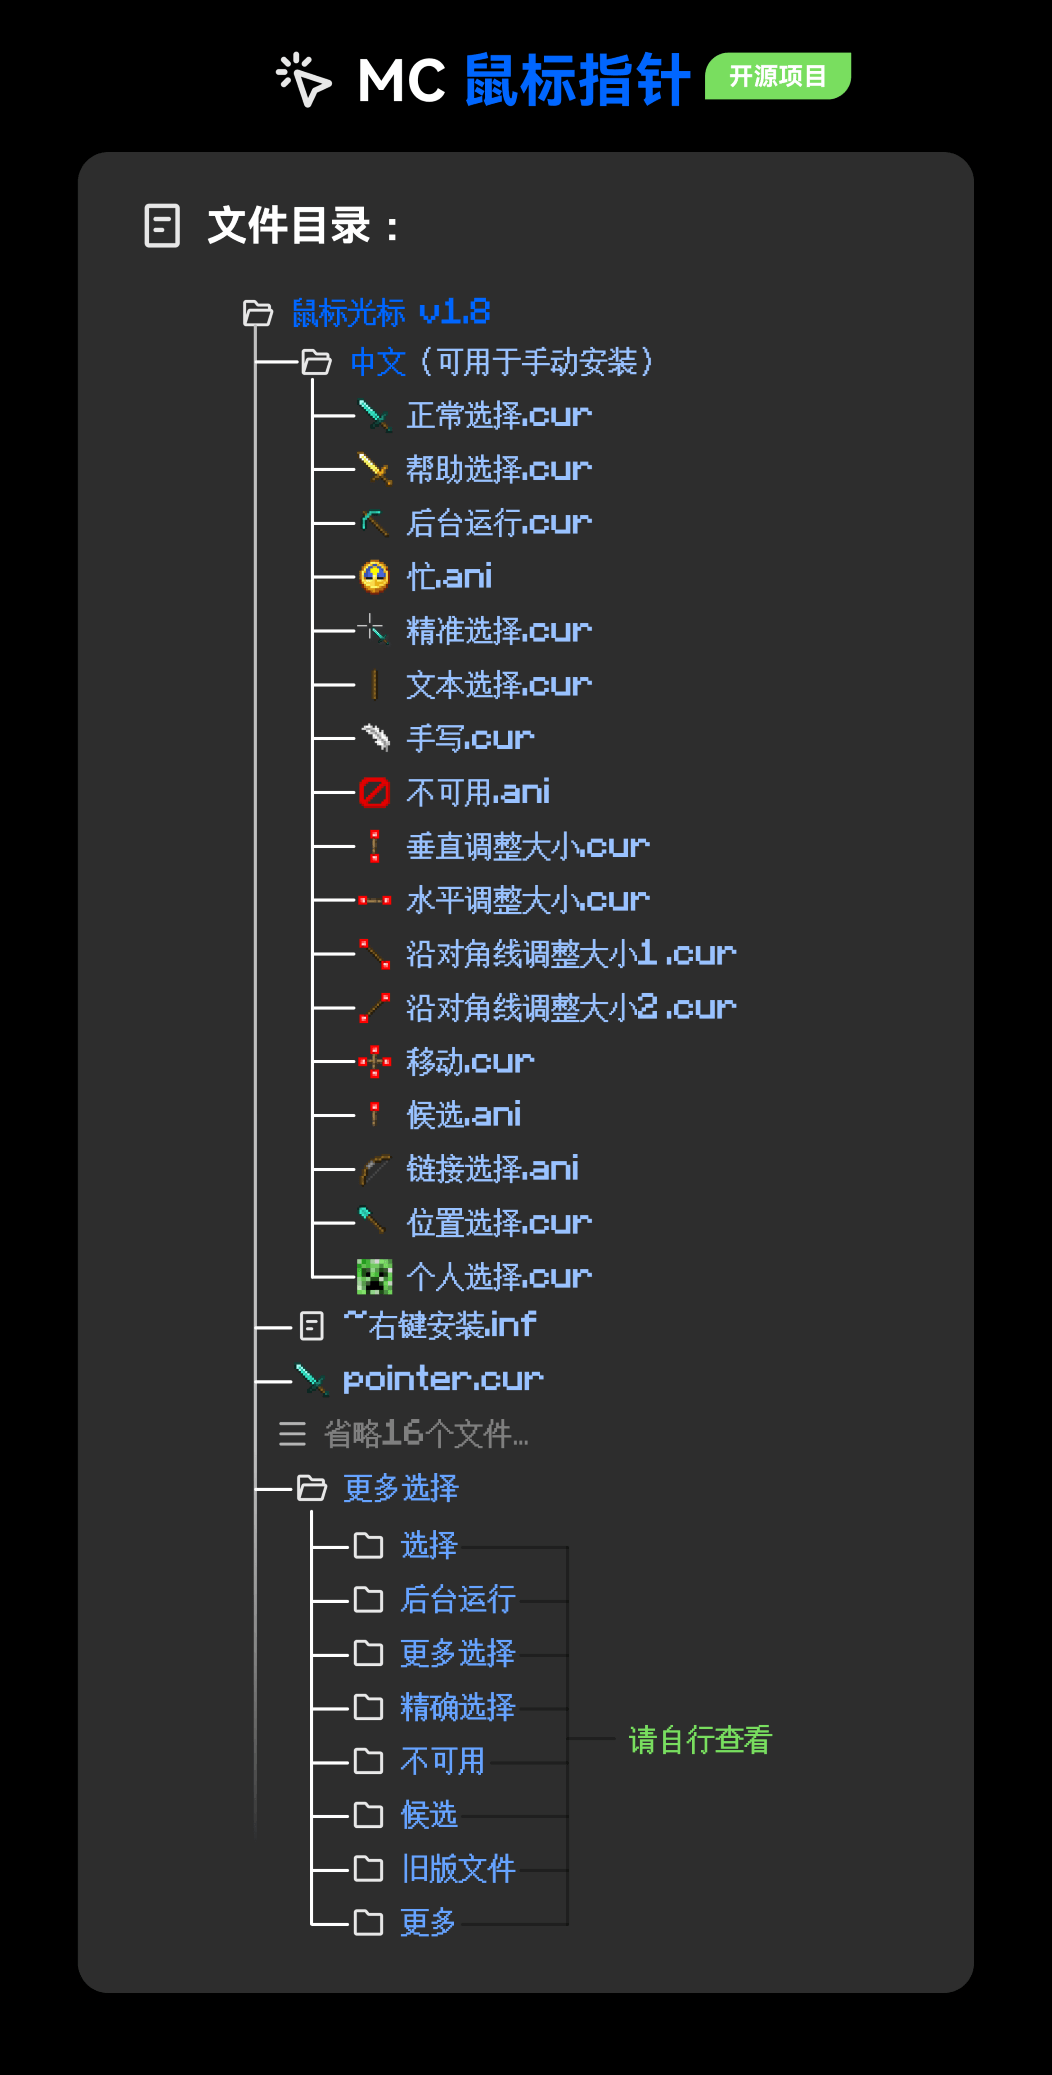 MC 鼠标指针 开源项目
文件目录：
鼠标光标 v1.8
中文（可用于手动安装）
正常选择.cur
帮助选择.cur
后台运行.cur
忙.ani
精准选择.cur
文本选择.cur
手写.cur
不可用.ani
垂直调整大小.cur
水平调整大小.cur
沿对角线调整大小1.cur
沿对角线调整大小2.cur
移动.cur
候选.ani
链接选择.ani
位置选择.cur
个人选择.cur
~右键安装.inf
pointer.cur
省略16个文件...
更多选择
选择
后台运行
更多选择
精确选择
请自行查看
不可用
候选
旧版文件
更多